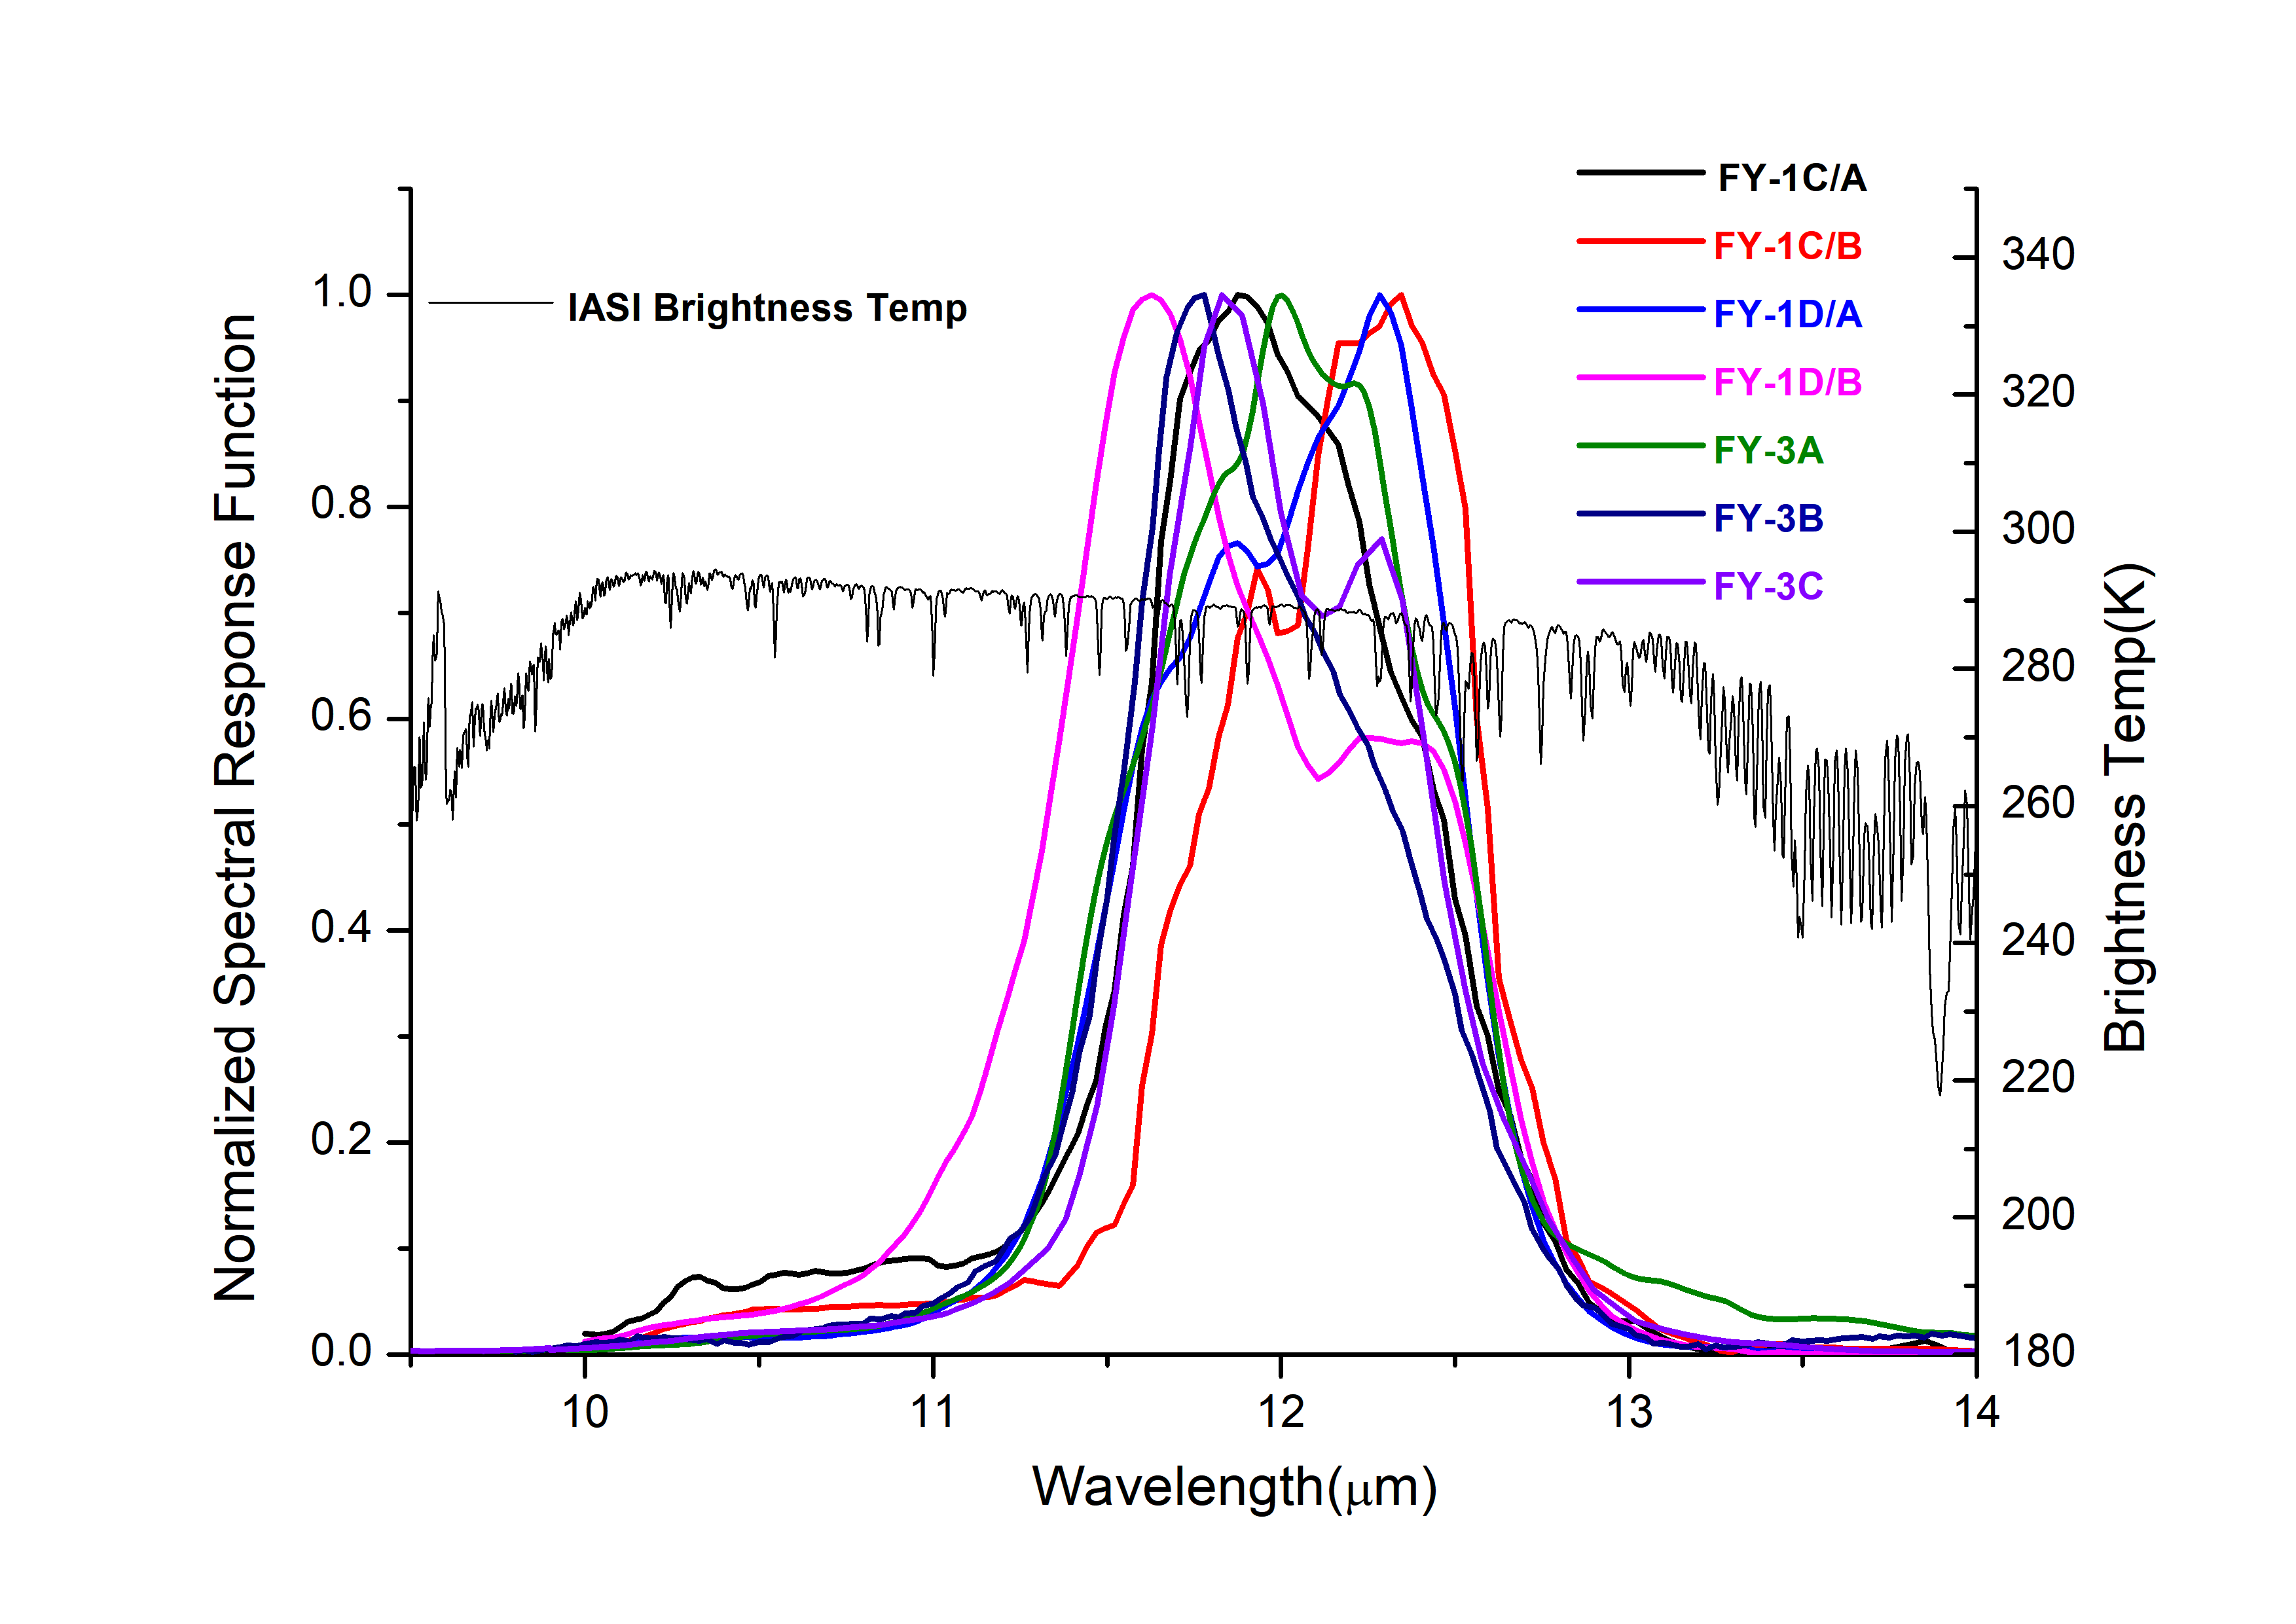 FY-1C/A
FY-1C/B
FY-1D/A
FY-1D/B
FY-3A
FY-3B
FY-3C
IASI Brightness Temp
Normalized Spectral Response Function
1.0
0.8
0.6
0.4
0.2
0.0
340
320
300
280
260
240
220
200
180
Brightness Temp(K)
10 11 12 13 14
Wavelength(μm)